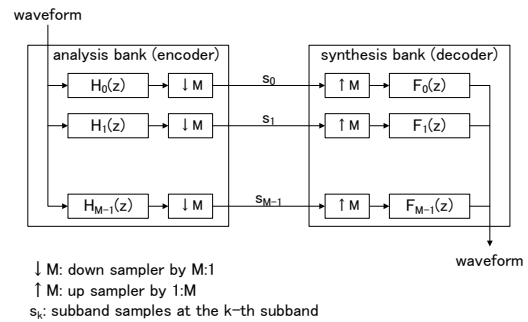 waveform
analysis bank (encoder)
synthesis bank (decoder)
H0(z) ↓M s0 ↑M F0(z)
H1(z) ↓M s1 ↑M F1(z)
HM-1(z) ↓M sM-1 ↑M FM-1(z)
waveform
↓M: down sampler by M:1
↑M: up sampler by 1:M
sk: subband samples at the k-th subband